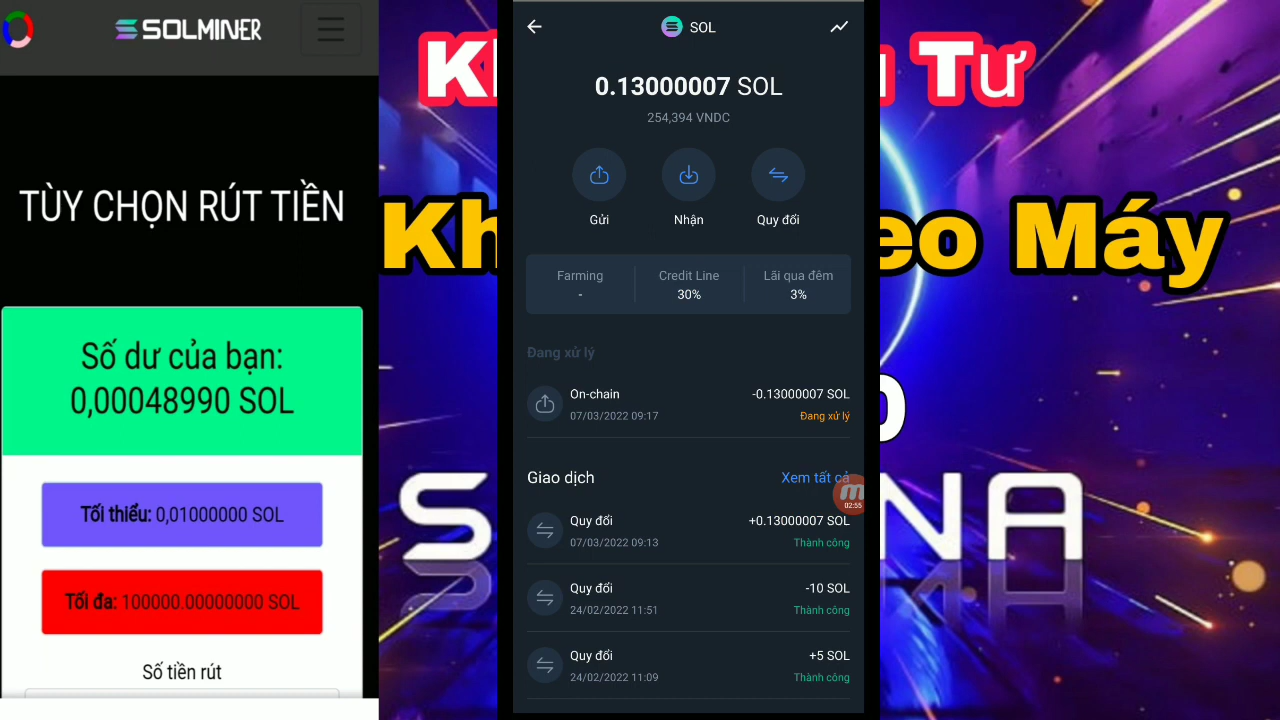 SOLMINER
TÙY CHỌN RÚT TIỀN
Số dư của bạn:
0,00048990 SOL
Tối thiểu: 0,01000000 SOL
Tối đa: 100000.00000000 SOL
Số tiền rút
SOL
0.13000007 SOL
254,394 VNDC
Gửi
Nhận
Quy đổi
Farming
-
Credit Line
30%
Lãi qua đêm
3%
Đang xử lý
On-chain
-0.13000007 SOL
07/03/2022 09:17
Đang xử lý
Giao dịch
Xem tất cả
02:55
Quy đổi
+0.13000007 SOL
07/03/2022 09:13
Thành công
Quy đổi
-10 SOL
24/02/2022 11:51
Thành công
Quy đổi
+5 SOL
24/02/2022 11:09
Thành công
Tư
Máy